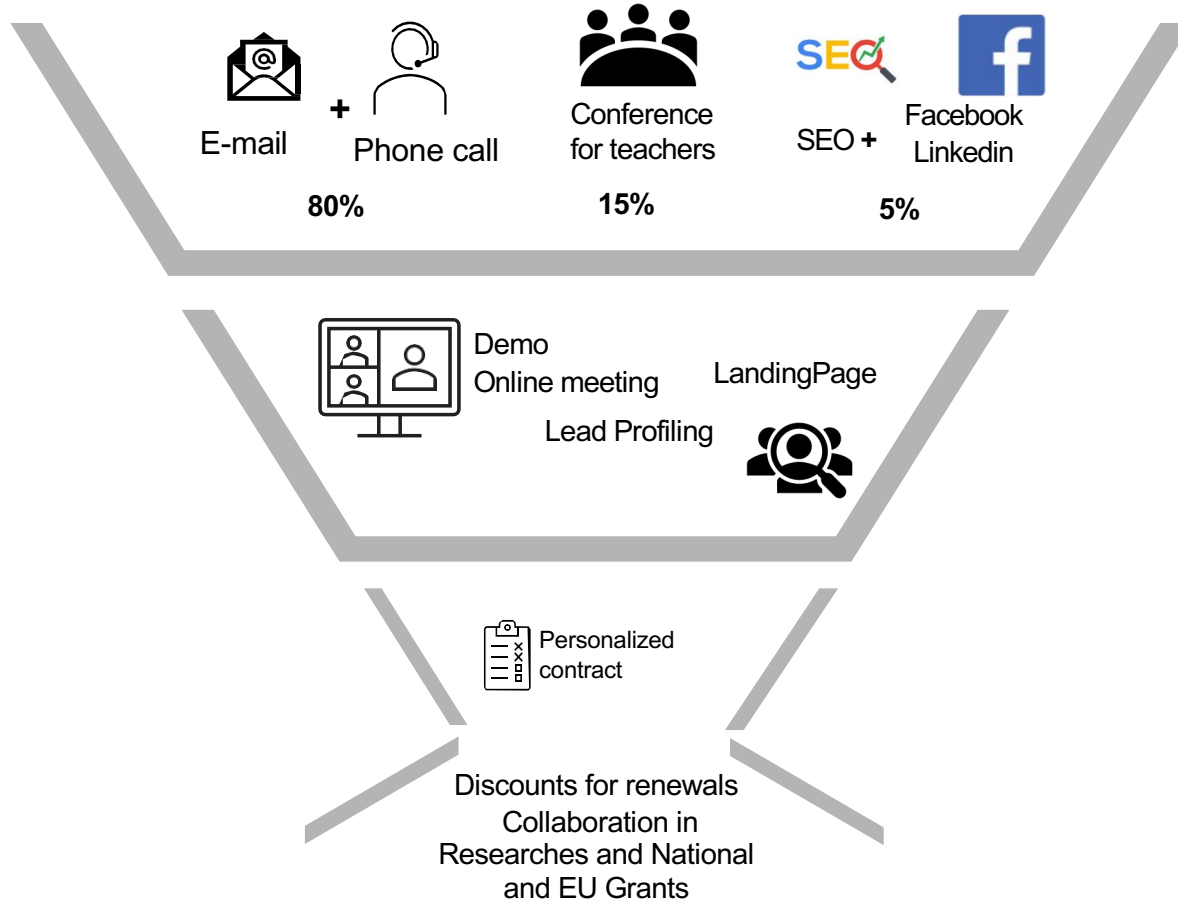 SEO
E-mail
+
Phone call
Conference
for teachers
SEO +
Facebook
Linkedin
80%
15%
5%
Demo
Online meeting
LandingPage
Lead Profiling
Personalized
contract
Discounts for renewals
Collaboration in
Researches and National
and EU Grants